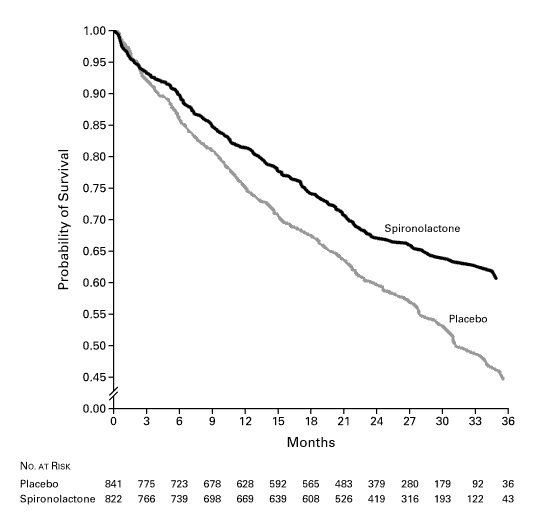 1.00
0.95
0.90
0.85
0.80
0.75
0.70
0.65
0.60
0.55
0.50
0.45
0.00
Probability of Survival
Spironolactone
Placebo
0 3 6 9 12 15 18 21 24 27 30 33 36
Months
No. at Risk
Placebo 841 775 723 678 628 592 565 483 379 280 179 92 36
Spironolactone 822 766 739 698 669 639 608 526 419 316 193 122 43